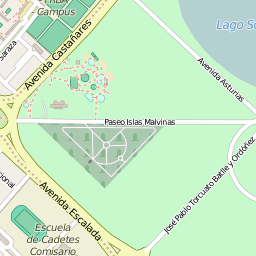 - Campus
Saraza
Avenida Castañares
Lago So
Avenida Asturias
Paseo Islas Malvinas
José Pablo Torcuato Batlle y Ordóñez
Avenida Escalada
Escuela
de Cadetes
Comisario